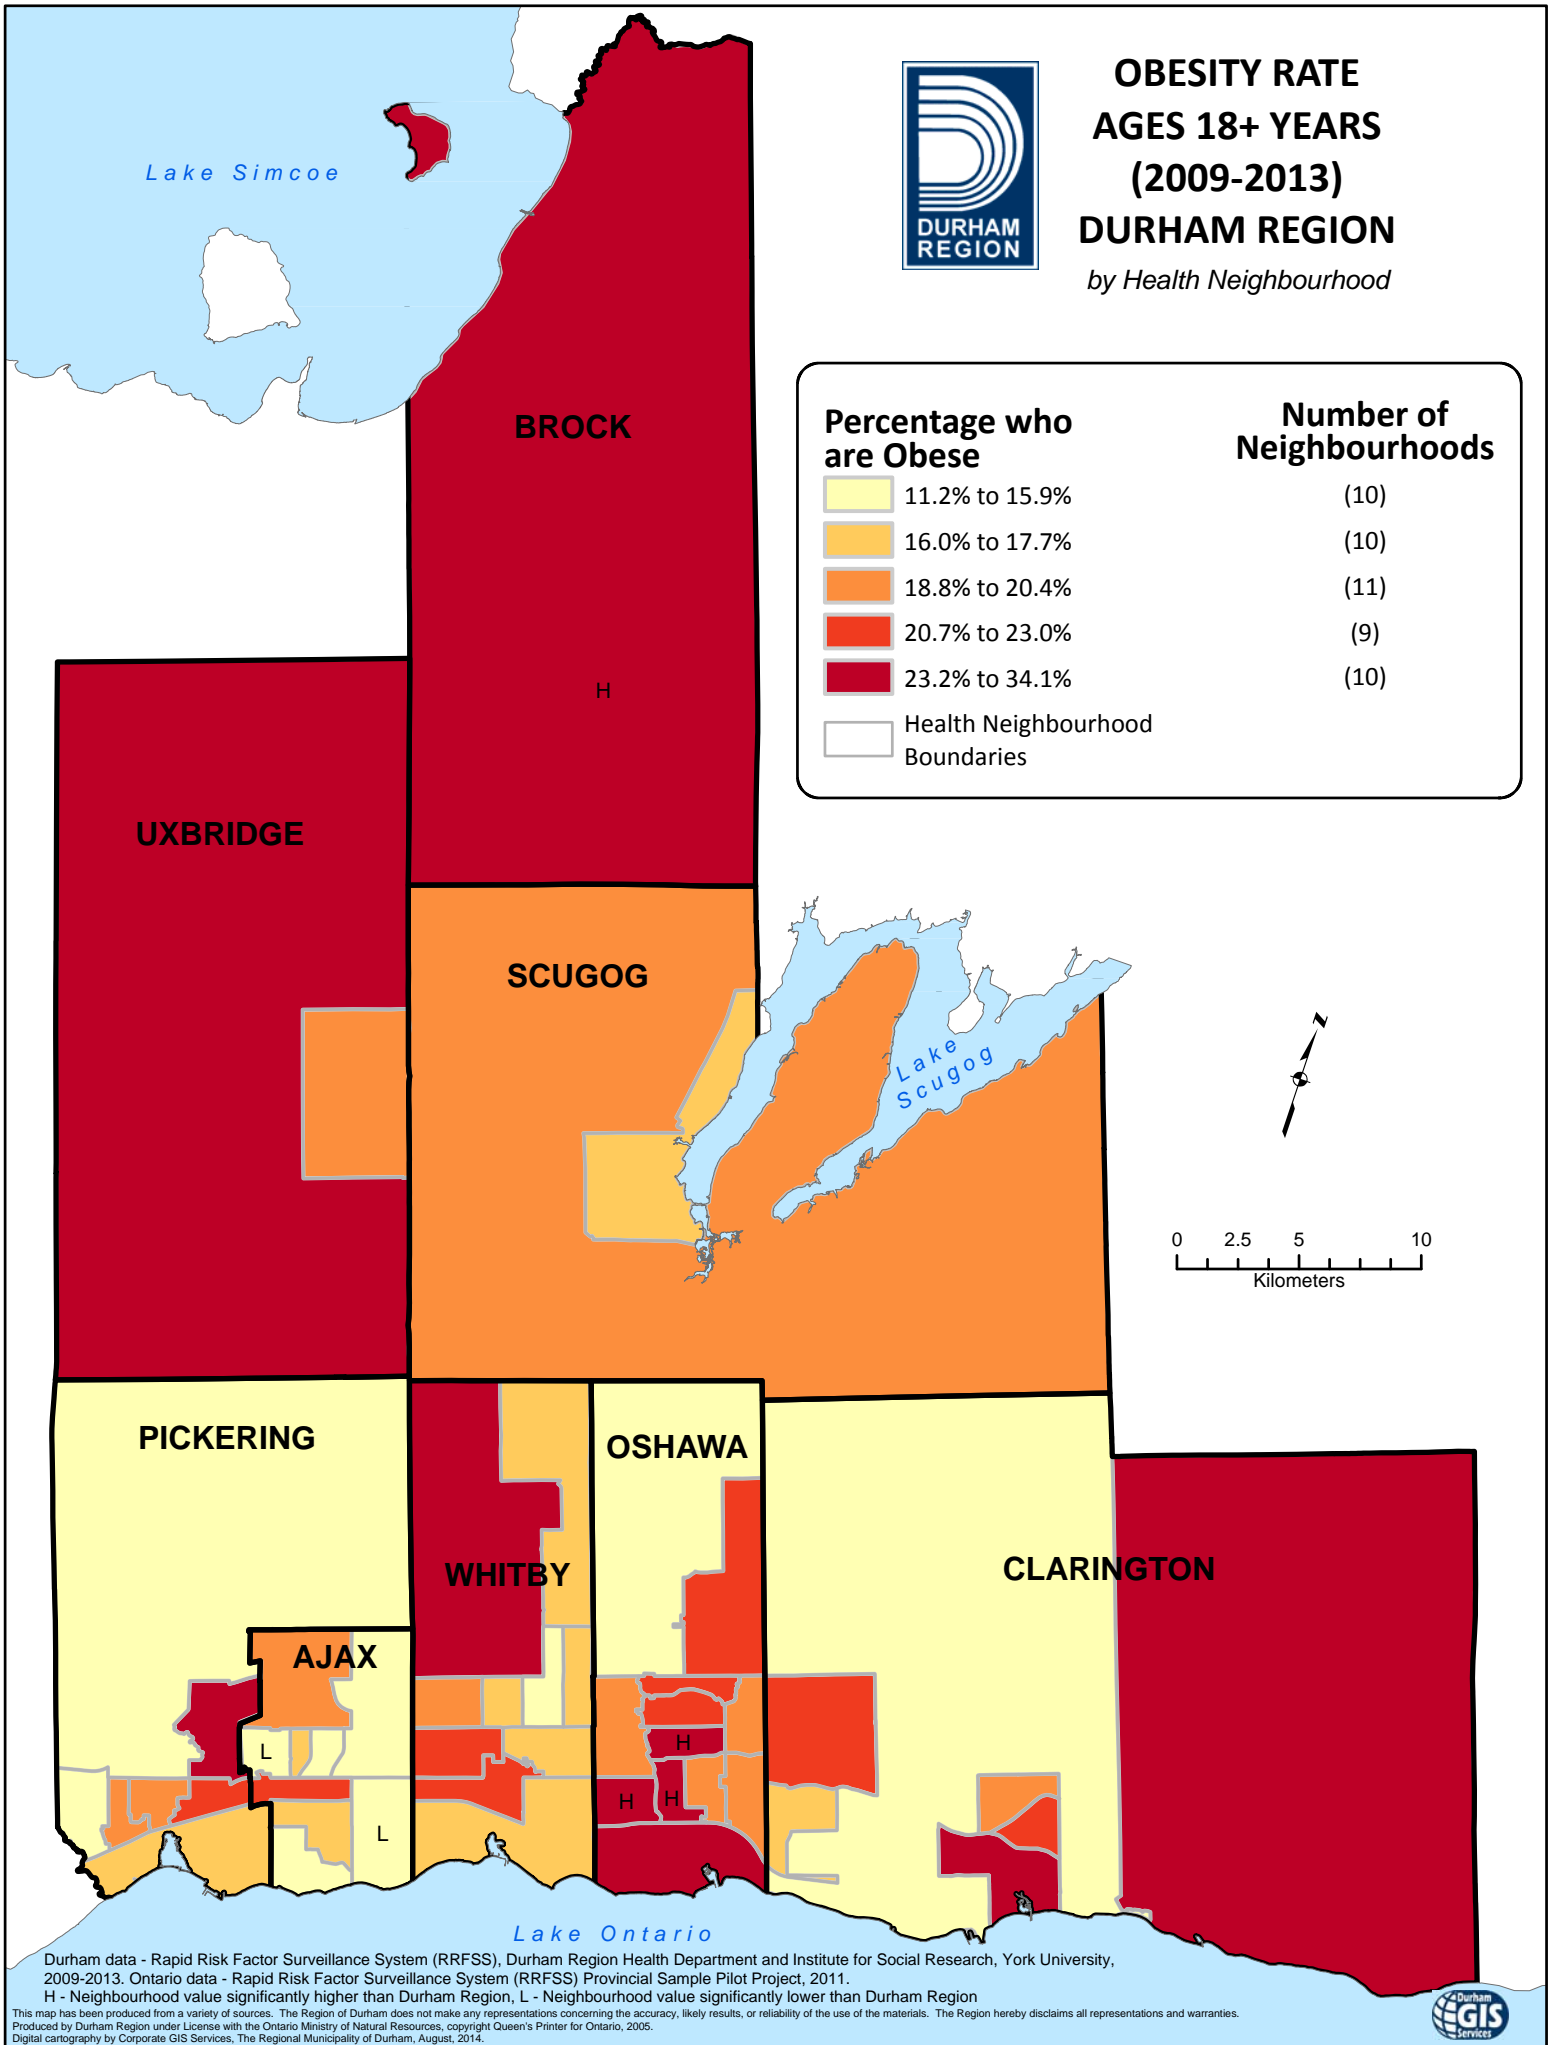 OBESITY RATE
AGES 18+ YEARS
(2009-2013)
DURHAM REGION
by Health Neighbourhood
DURHAM
REGION
Lake Simcoe
Percentage who
are Obese
Number of
Neighbourhoods
11.2% to 15.9% (10)
16.0% to 17.7% (10)
18.8% to 20.4% (11)
20.7% to 23.0% (9)
23.2% to 34.1% (10)
Health Neighbourhood
Boundaries
BROCK
H
UXBRIDGE
SCUGOG
Lake
Scugog
N
0 2.5 5 10
Kilometers
PICKERING
OSHAWA
WHITBY
CLARINGTON
AJAX
L
H
H
H
L
Lake Ontario
Durham data - Rapid Risk Factor Surveillance System (RRFSS), Durham Region Health Department and Institute for Social Research, York University,
2009-2013. Ontario data - Rapid Risk Factor Surveillance System (RRFSS) Provincial Sample Pilot Project, 2011.
H - Neighbourhood value significantly higher than Durham Region, L - Neighbourhood value significantly lower than Durham Region
This map has been produced from a variety of sources. The Region of Durham does not make any representations concerning the accuracy, likely results, or reliability of the use of the materials. The Region hereby disclaims all representations and warranties.
Produced by Durham Region under License with the Ontario Ministry of Natural Resources, copyright Queen's Printer for Ontario, 2005.
Digital cartography by Corporate GIS Services, The Regional Municipality of Durham, August, 2014.
Durham
GIS
Services